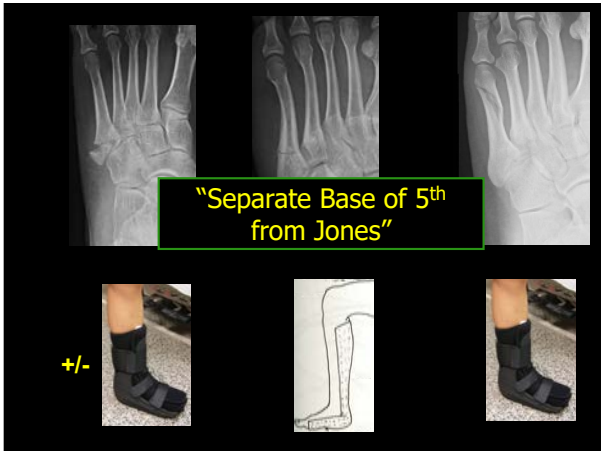 “Separate Base of 5th
from Jones”
+/-